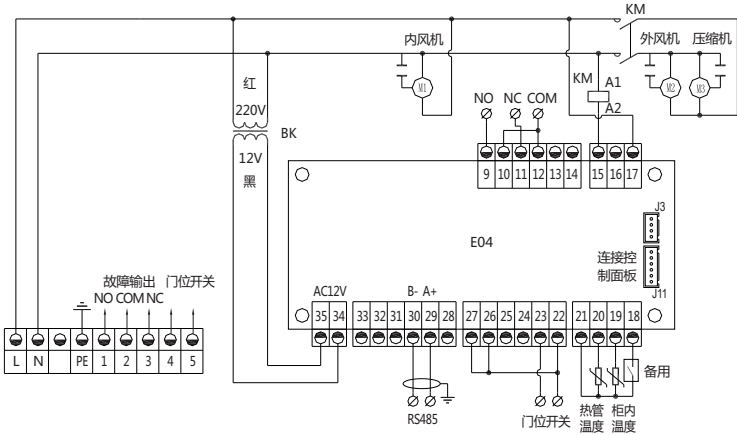 KM
内风机
外风机 压缩机
M1
M2
M3
红
220V
BK
12V
黑
KM
A1
A2
NO NC COM
9 10 11 12 13 14
15 16 17
J3
E04
连接控
制面板
J11
AC12V
B- A+
35 34
33 32 31 30 29 28
27 26 25 24 23 22
21 20 19 18
故障输出 门位开关
NO COM NC
L N PE 1 2 3 4 5
备用
RS485
门位开关
热管
温度
柜内
温度